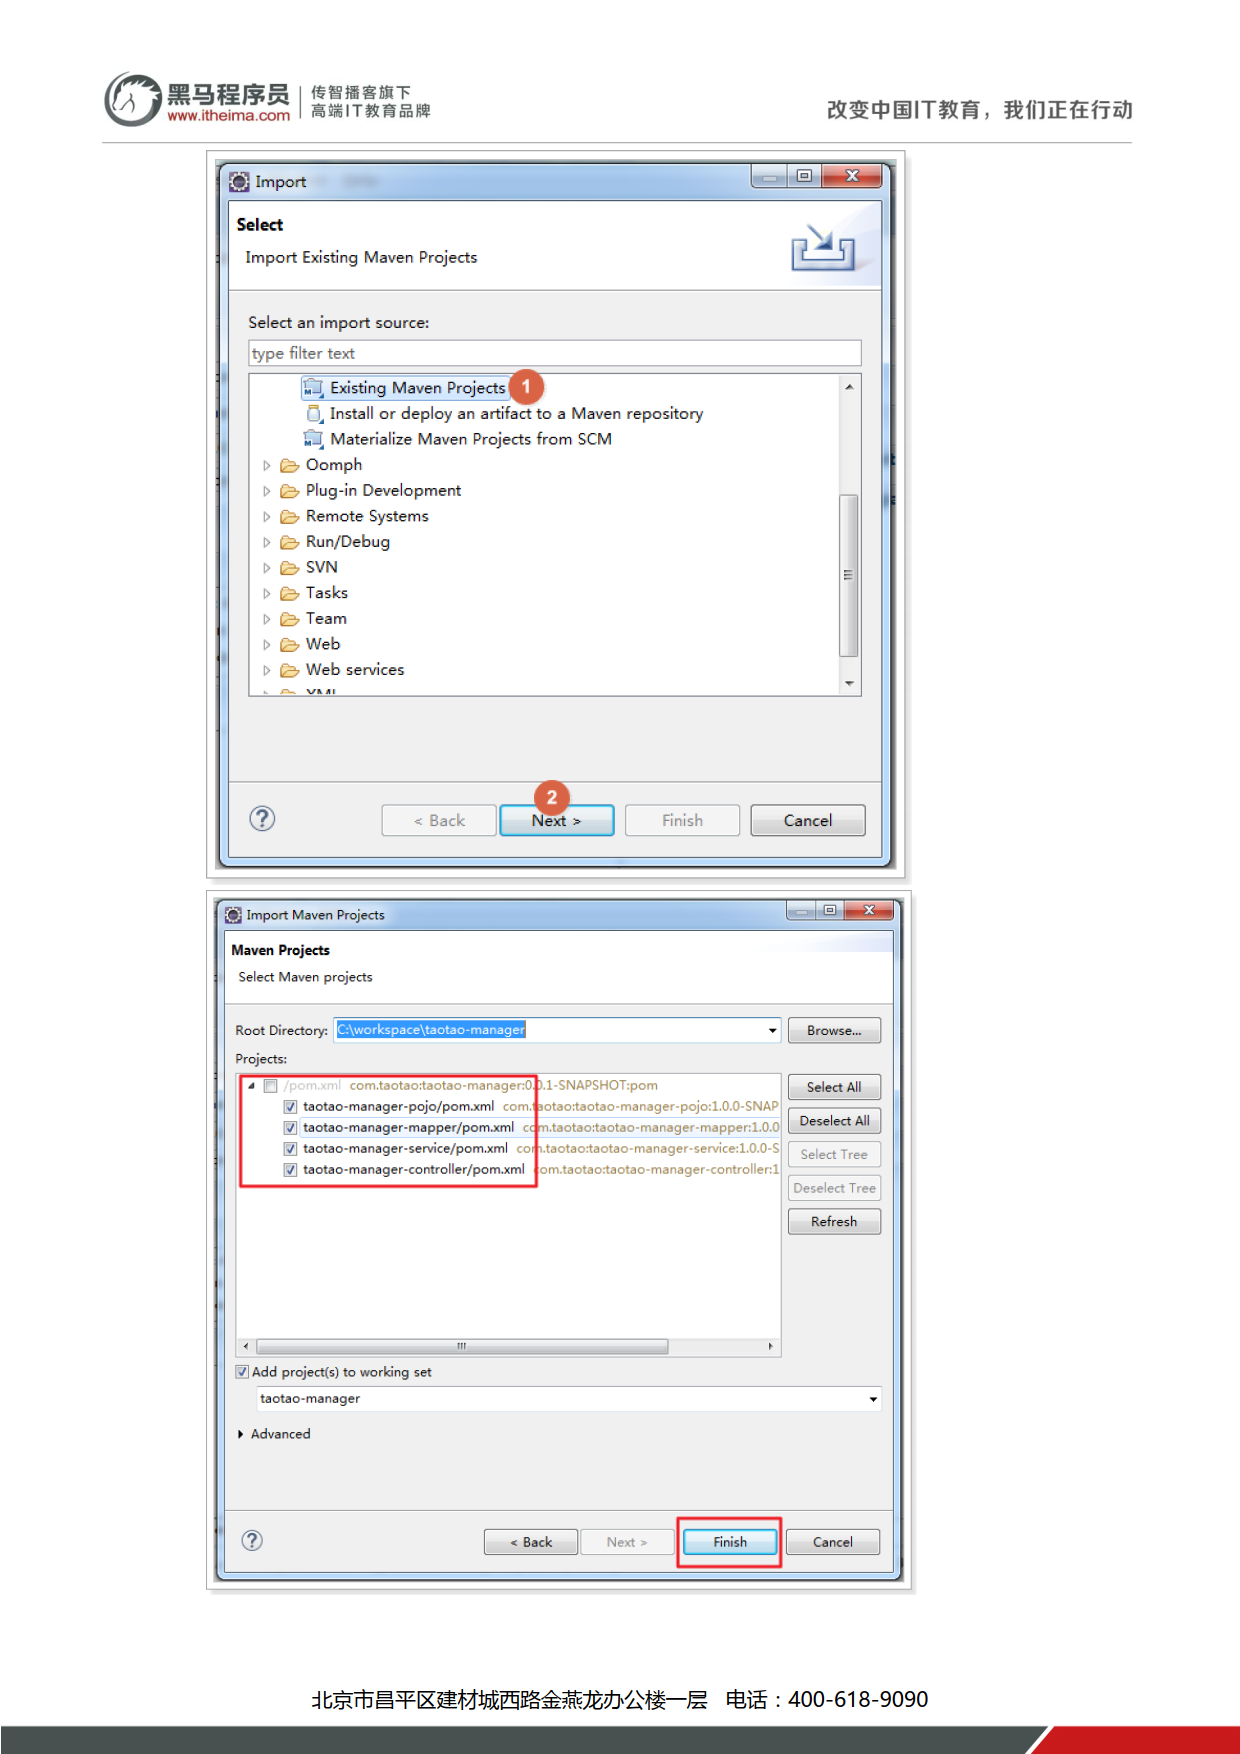 黑马程序员
www.itheima.com
传智播客旗下
高端IT教育品牌
改变中国IT教育，我们正在行动
Import
Select
Import Existing Maven Projects
Select an import source:
type filter text
Existing Maven Projects 1
Install or deploy an artifact to a Maven repository
Materialize Maven Projects from SCM
Oomph
Plug-in Development
Remote Systems
Run/Debug
SVN
Tasks
Team
Web
Web services
XML
2
< Back Next > Finish Cancel
Import Maven Projects
Maven Projects
Select Maven projects
Root Directory: C:\workspace\taotao-manager Browse...
Projects:
/pom.xml com.taotao:taotao-manager:0.0.1-SNAPSHOT:pom
taotao-manager-pojo/pom.xml com.taotao:taotao-manager-pojo:1.0.0-SNAP
taotao-manager-mapper/pom.xml com.taotao:taotao-manager-mapper:1.0.0
taotao-manager-service/pom.xml com.taotao:taotao-manager-service:1.0.0-S
taotao-manager-controller/pom.xml com.taotao:taotao-manager-controller:1
Select All
Deselect All
Select Tree
Deselect Tree
Refresh
Add project(s) to working set
taotao-manager
Advanced
< Back Next > Finish Cancel
北京市昌平区建材城西路金燕龙办公楼一层 电话：400-618-9090